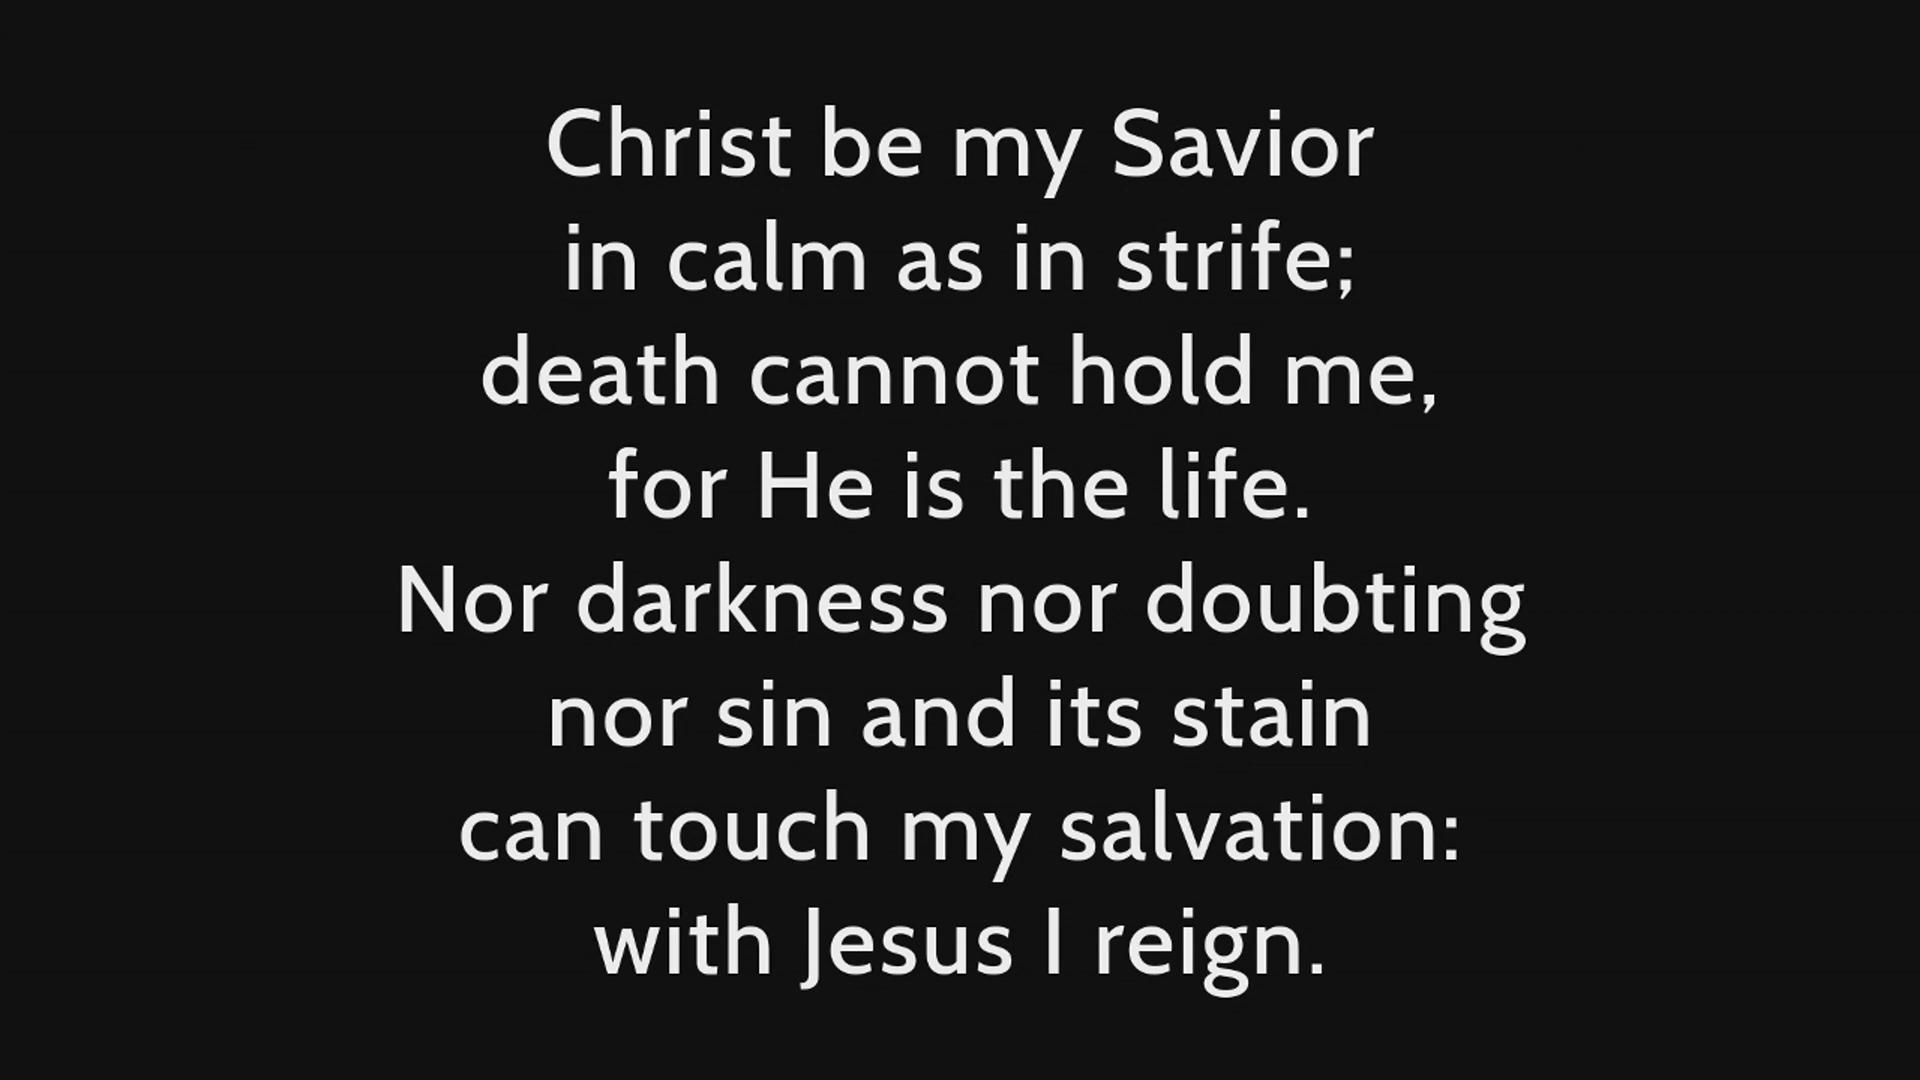 Christ be my Savior
in calm as in strife;
death cannot hold me,
for He is the life.
Nor darkness nor doubting
nor sin and its stain
can touch my salvation:
with Jesus I reign.